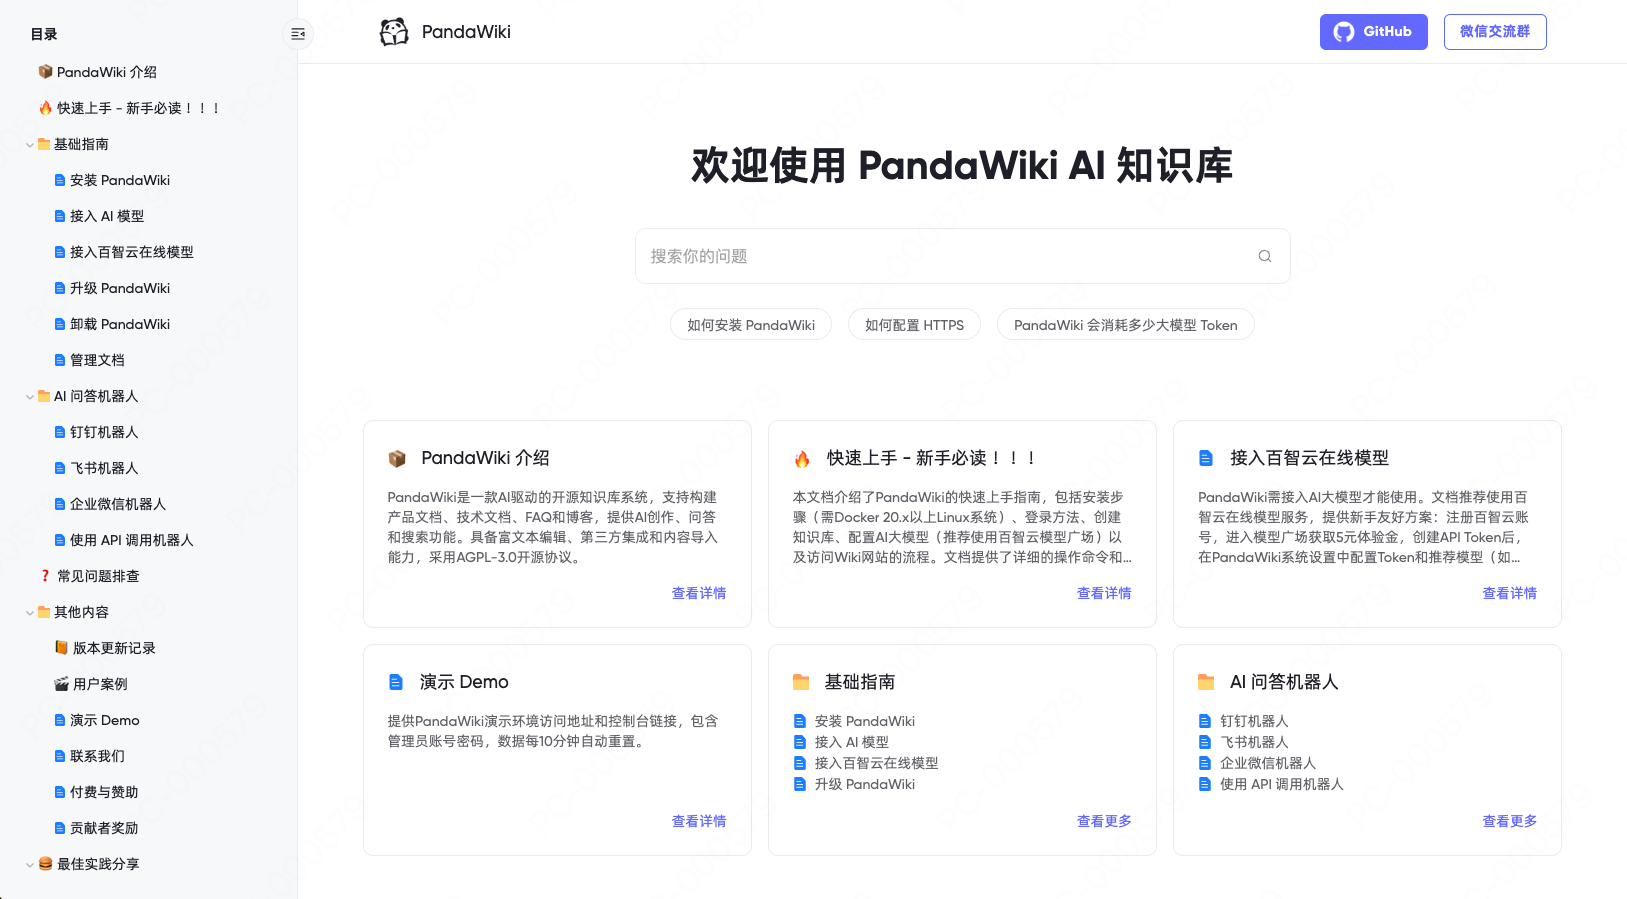 目录
PandaWiki 介绍
快速上手 - 新手必读！！！
基础指南
安装 PandaWiki
接入 AI 模型
接入百智云在线模型
升级 PandaWiki
卸载 PandaWiki
管理文档
AI 问答机器人
钉钉机器人
飞书机器人
企业微信机器人
使用 API 调用机器人
常见问题排查
其他内容
版本更新记录
用户案例
演示 Demo
联系我们
付费与赞助
贡献者奖励
最佳实践分享
PandaWiki
GitHub
微信交流群
欢迎使用 PandaWiki AI 知识库
搜索你的问题
如何安装 PandaWiki
如何配置 HTTPS
PandaWiki 会消耗多少大模型 Token
PandaWiki 介绍
PandaWiki是一款AI驱动的开源知识库系统，支持构建
产品文档、技术文档、FAQ和博客，提供AI创作、问答
和搜索功能。具备富文本编辑、第三方集成和内容导入
能力，采用AGPL-3.0开源协议。
查看详情
快速上手 - 新手必读！！！
本文档介绍了PandaWiki的快速上手指南，包括安装步
骤（需Docker 20.x以上Linux系统）、登录方法、创建
知识库、配置AI大模型（推荐使用百智云模型广场）以
及访问Wiki网站的流程。文档提供了详细的操作命令和...
查看详情
接入百智云在线模型
PandaWiki需接入AI大模型才能使用。文档推荐使用百
智云在线模型服务，提供新手友好方案：注册百智云账
号，进入模型广场获取5元体验金，创建API Token后，
在PandaWiki系统设置中配置Token和推荐模型（如...
查看详情
演示 Demo
提供PandaWiki演示环境访问地址和控制台链接，包含
管理员账号密码，数据每10分钟自动重置。
查看详情
基础指南
安装 PandaWiki
接入 AI 模型
接入百智云在线模型
升级 PandaWiki
查看更多
AI 问答机器人
钉钉机器人
飞书机器人
企业微信机器人
使用 API 调用机器人
查看更多
PC-000579